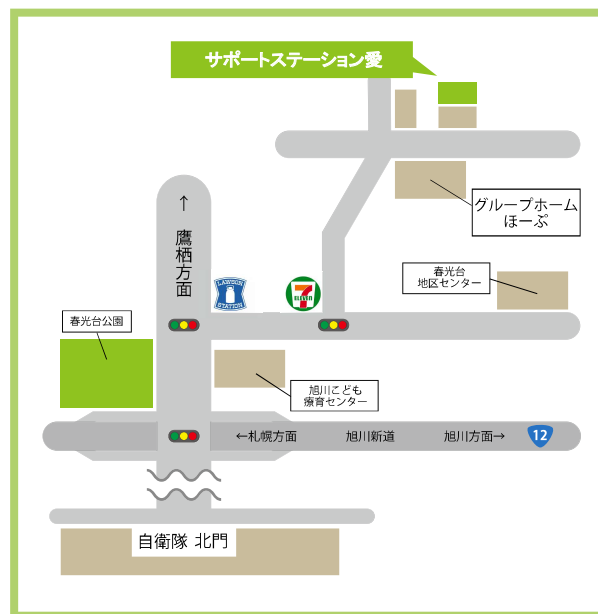 サポートステーション愛
グループホーム
ほーぷ
↑
鷹栖方面
LAWSON
STATION
7
ELEVEN
春光台
地区センター
春光台公園
旭川こども
療育センター
←札幌方面
旭川新道
旭川方面→
12
自衛隊 北門